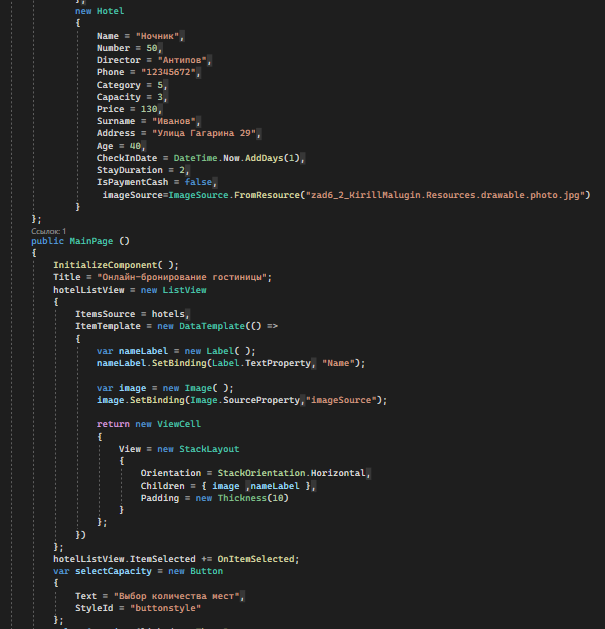 };
new Hotel
{
Name = "Ночник",
Number = 50,
Director = "Антипов",
Phone = "12345672",
Category = 5,
Capacity = 3,
Price = 130,
Surname = "Иванов",
Address = "Улица Гагарина 29",
Age = 40,
CheckInDate = DateTime.Now.AddDays(1),
StayDuration = 2,
IsPaymentCash = false,
imageSource=ImageSource.FromResource("zad6_2_KirillMalugin.Resources.drawable.photo.jpg")
}
};
Ссылок: 1
public MainPage ()
{
InitializeComponent( );
Title = "Онлайн-бронирование гостиницы";
hotelListView = new ListView
{
ItemsSource = hotels,
ItemTemplate = new DataTemplate(() =>
{
var nameLabel = new Label( );
nameLabel.SetBinding(Label.TextProperty, "Name");
var image = new Image( );
image.SetBinding(Image.SourceProperty,"imageSource");
return new ViewCell
{
View = new StackLayout
{
Orientation = StackOrientation.Horizontal,
Children = { image ,nameLabel },
Padding = new Thickness(10)
}
};
})
};
hotelListView.ItemSelected += OnItemSelected;
var selectCapacity = new Button
{
Text = "Выбор количества мест",
StyleId = "buttonstyle"
};